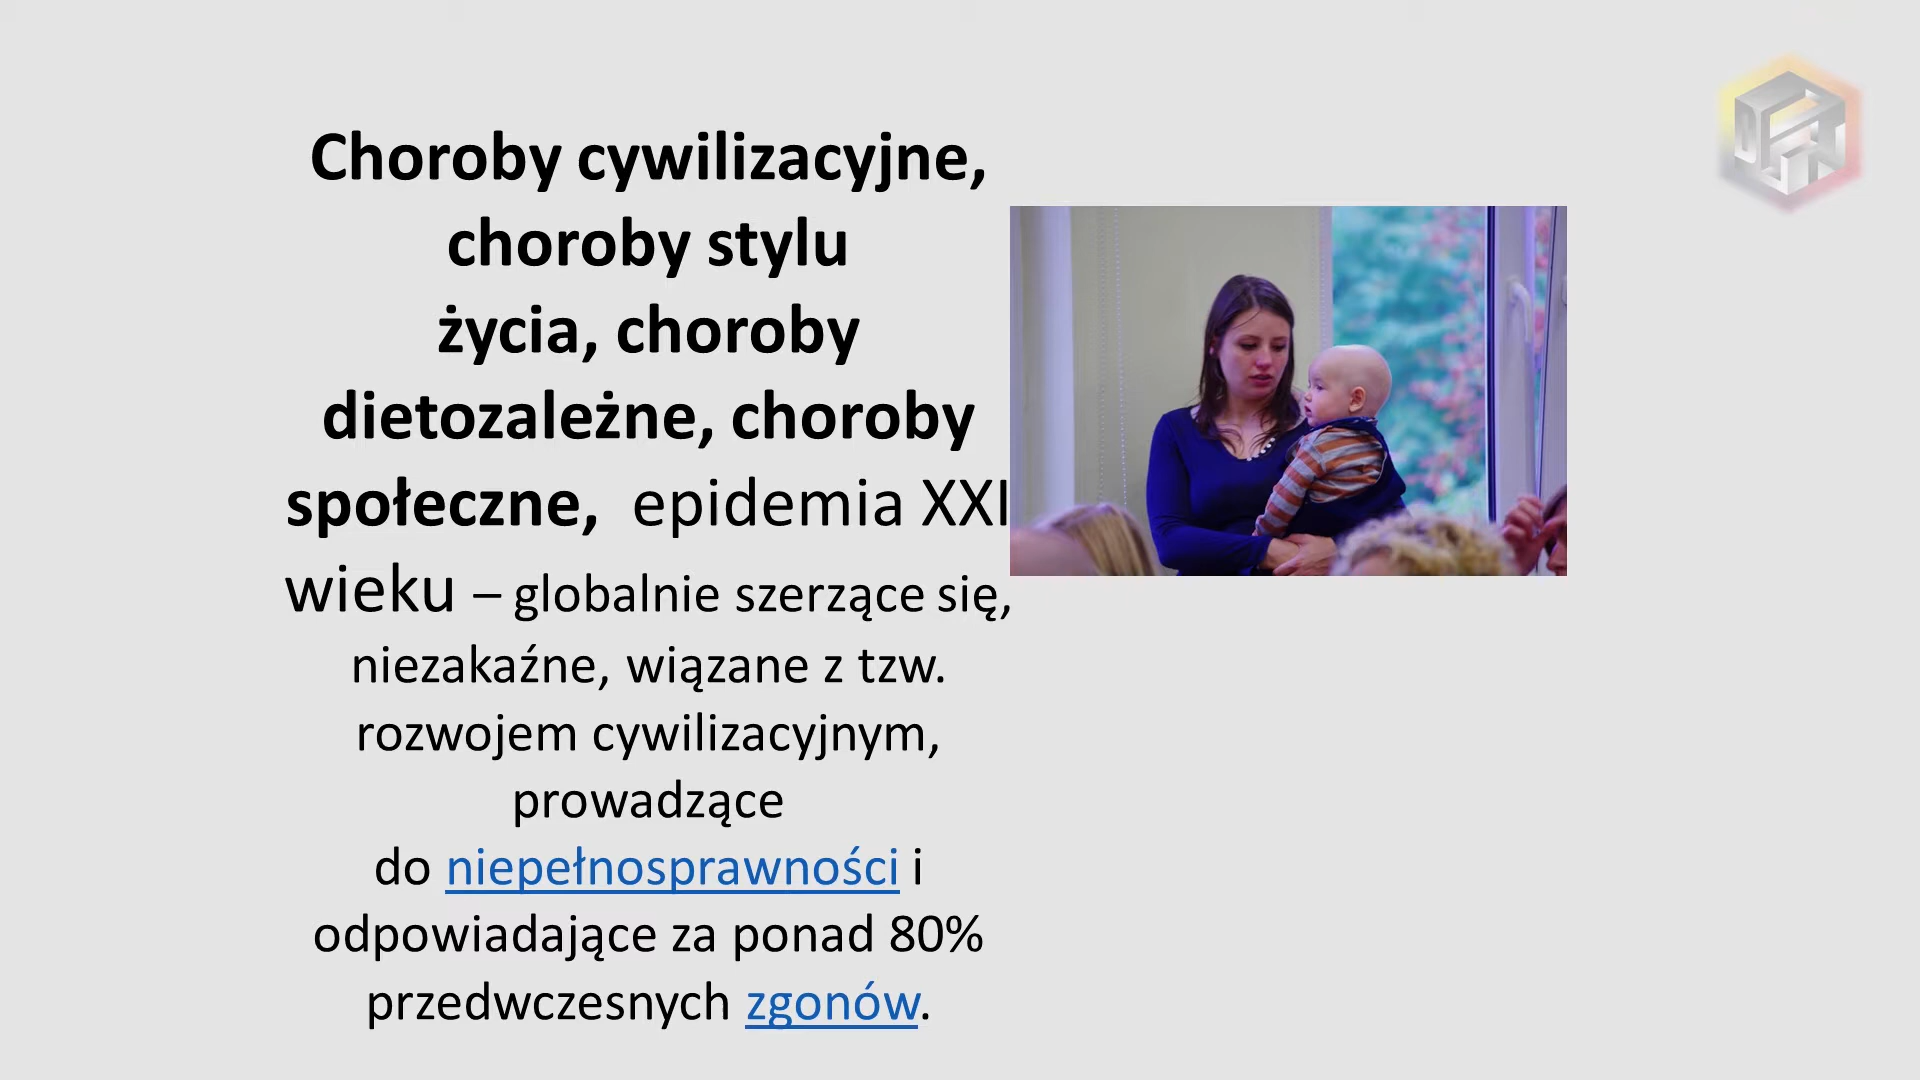 Choroby cywilizacyjne,
choroby stylu
życia, choroby
dietozależne, choroby
społeczne, epidemia XXI
wieku – globalnie szerzące się,
niezakaźne, wiązane z tzw.
rozwojem cywilizacyjnym,
prowadzące
do niepełnosprawności i
odpowiadające za ponad 80%
przedwczesnych zgonów.